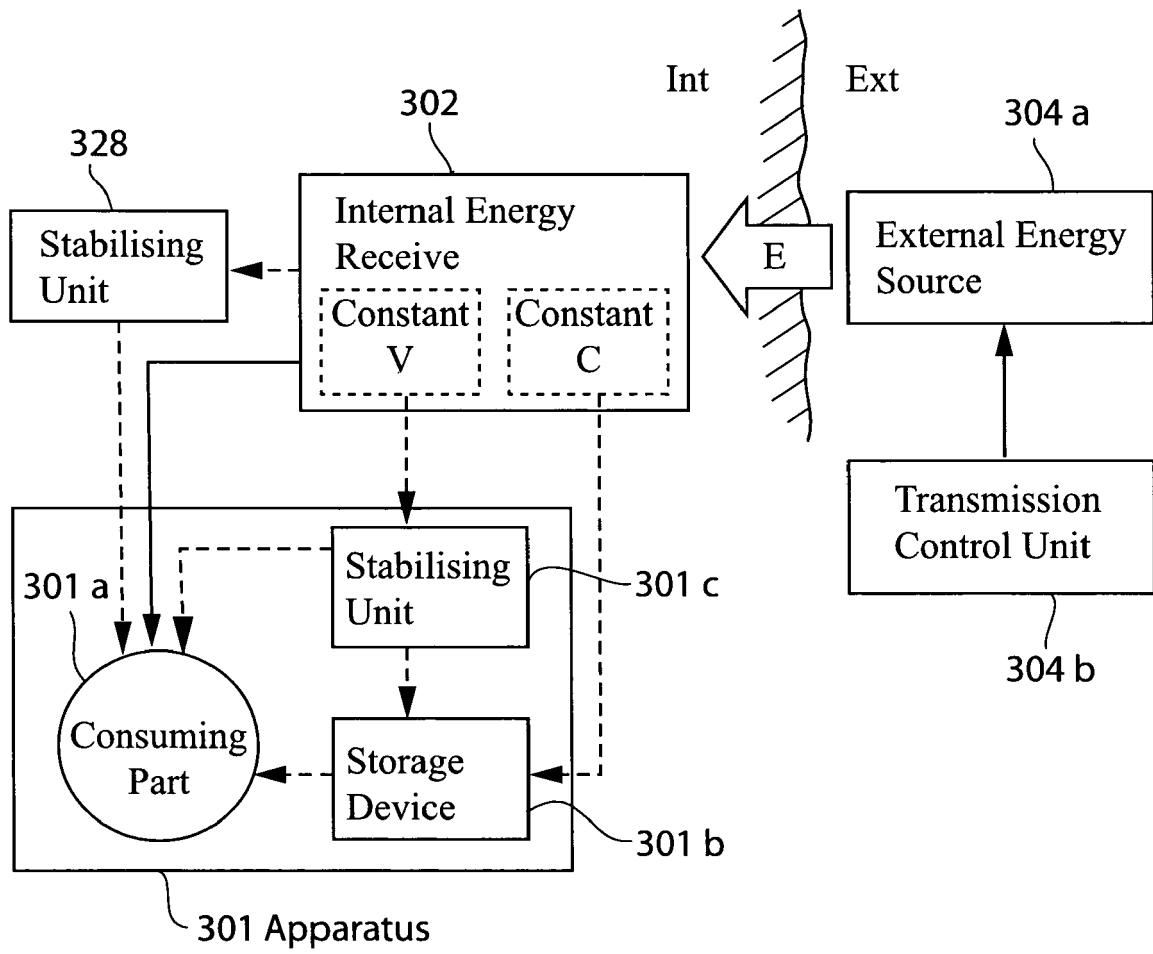 Int
Ext
302
304 a
328
Internal Energy
Receive
External Energy
Source
Stabilising
Unit
E
Constant
V
Constant
C
Transmission
Control Unit
Stabilising
Unit
301 c
301 a
304 b
Consuming
Part
Storage
Device
301 b
301 Apparatus